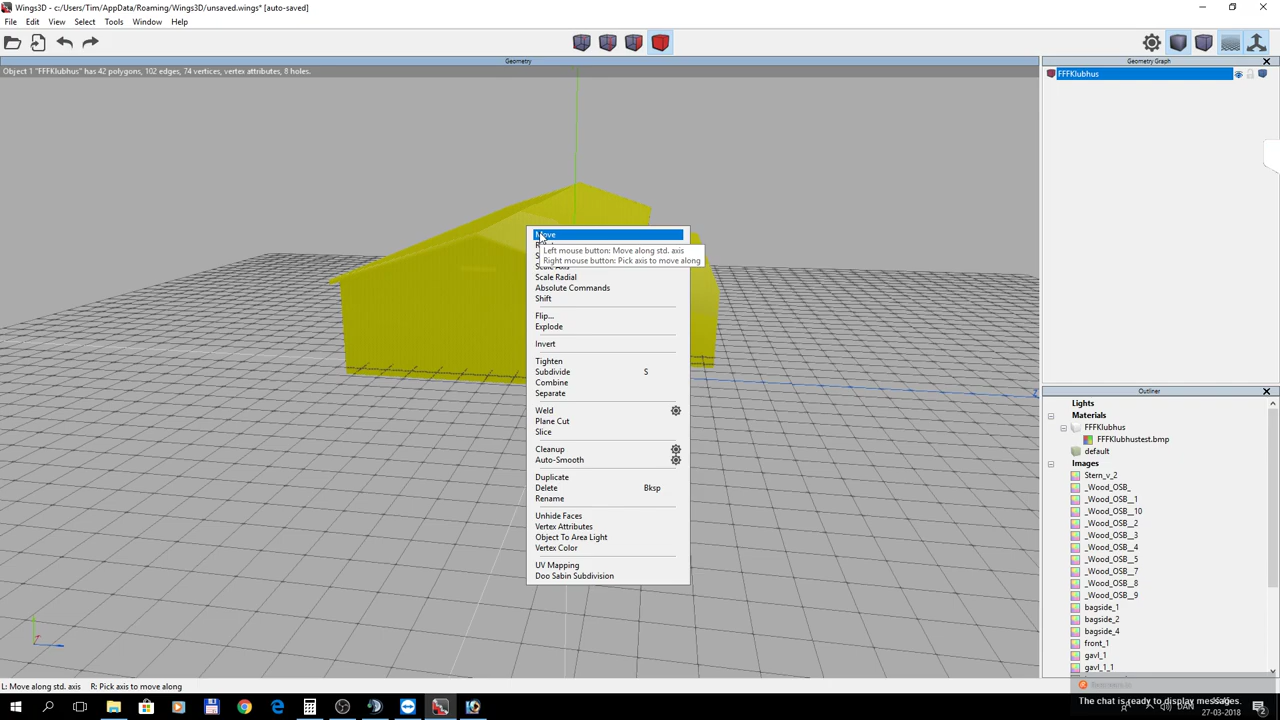 Wings3D - c:/Users/Tim/AppData/Roaming/Wings3D/unsaved.wings* [auto-saved]
File Edit View Select Tools Window Help
Geometry
Object 1 "FFFKlubhus" has 42 polygons, 102 edges, 74 vertices, vertex attributes, 8 holes.
Move
Left mouse button: Move along std. axis
Right mouse button: Pick axis to move along
Scale Radial
Absolute Commands
Shift
Flip...
Explode
Invert
Tighten
Subdivide S
Combine
Separate
Weld
Plane Cut
Slice
Cleanup
Auto-Smooth
Duplicate
Delete Bksp
Rename
Unhide Faces
Vertex Attributes
Object To Area Light
Vertex Color
UV Mapping
Doo Sabin Subdivision
Geometry Graph
FFFKlubhus
Outliner
Lights
Materials
FFFKlubhus
FFFKlubhustest.bmp
default
Images
Stern_v_2
_Wood_OSB_
_Wood_OSB__1
_Wood_OSB__10
_Wood_OSB__2
_Wood_OSB__3
_Wood_OSB__4
_Wood_OSB__5
_Wood_OSB__7
_Wood_OSB__8
_Wood_OSB__9
bagside_1
bagside_2
bagside_4
front_1
gavl_1
gavl_1_1
L: Move along std. axis R: Pick axis to move along
The chat is ready to display messages.
DAN
27-03-2018